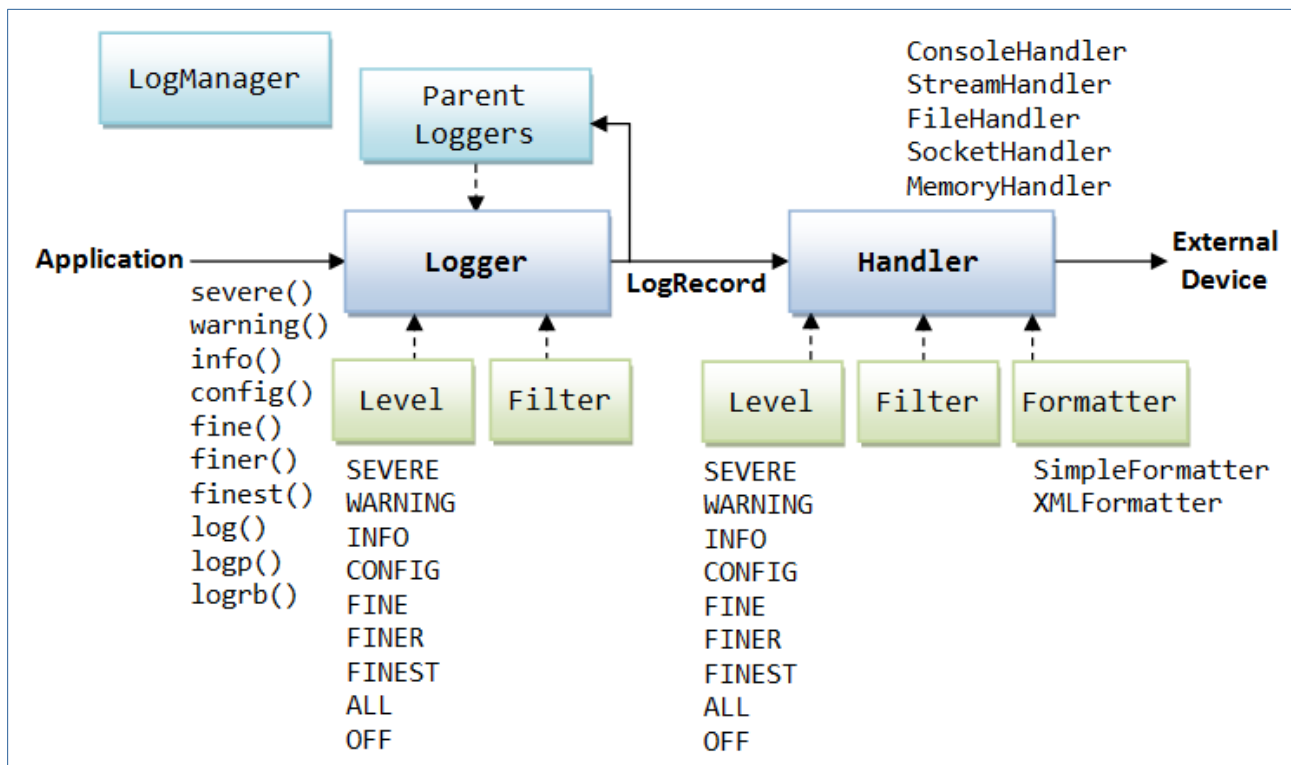 LogManager
Parent
Loggers
ConsoleHandler
StreamHandler
FileHandler
SocketHandler
MemoryHandler
Application
Logger
LogRecord
Handler
External
Device
severe()
warning()
info()
config()
fine()
finer()
finest()
log()
logp()
logrb()
Level
Filter
SEVERE
WARNING
INFO
CONFIG
FINE
FINER
FINEST
ALL
OFF
Level
Filter
Formatter
SEVERE
WARNING
INFO
CONFIG
FINE
FINER
FINEST
ALL
OFF
SimpleFormatter
XMLFormatter